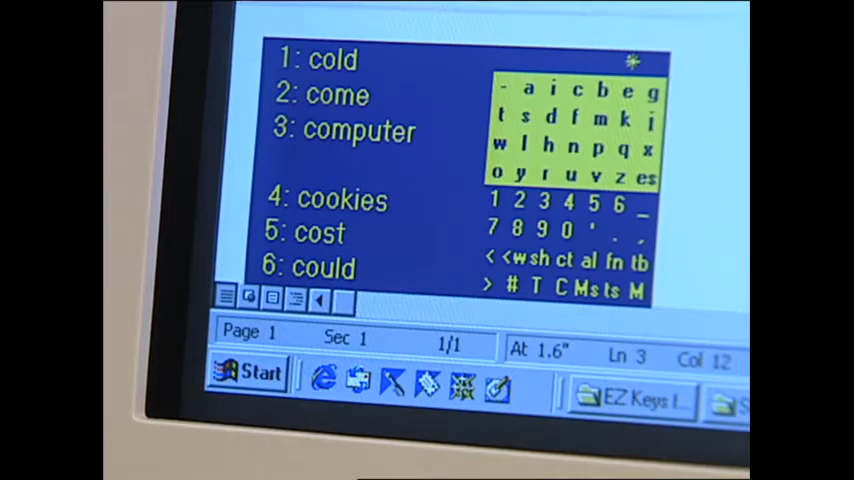 1: cold
2: come
3: computer
4: cookies
5: cost
6: could
- a i c b e g
t s d f m k j
w l h n p q x
o y r u v z es
1 2 3 4 5 6 _
7 8 9 0 ' . ,
< <w sh ct al fn tb
> # T C Ms ts M
Page 1 Sec 1 1/1 At 1.6" Ln 3 Col 12
Start EZ Keys f...